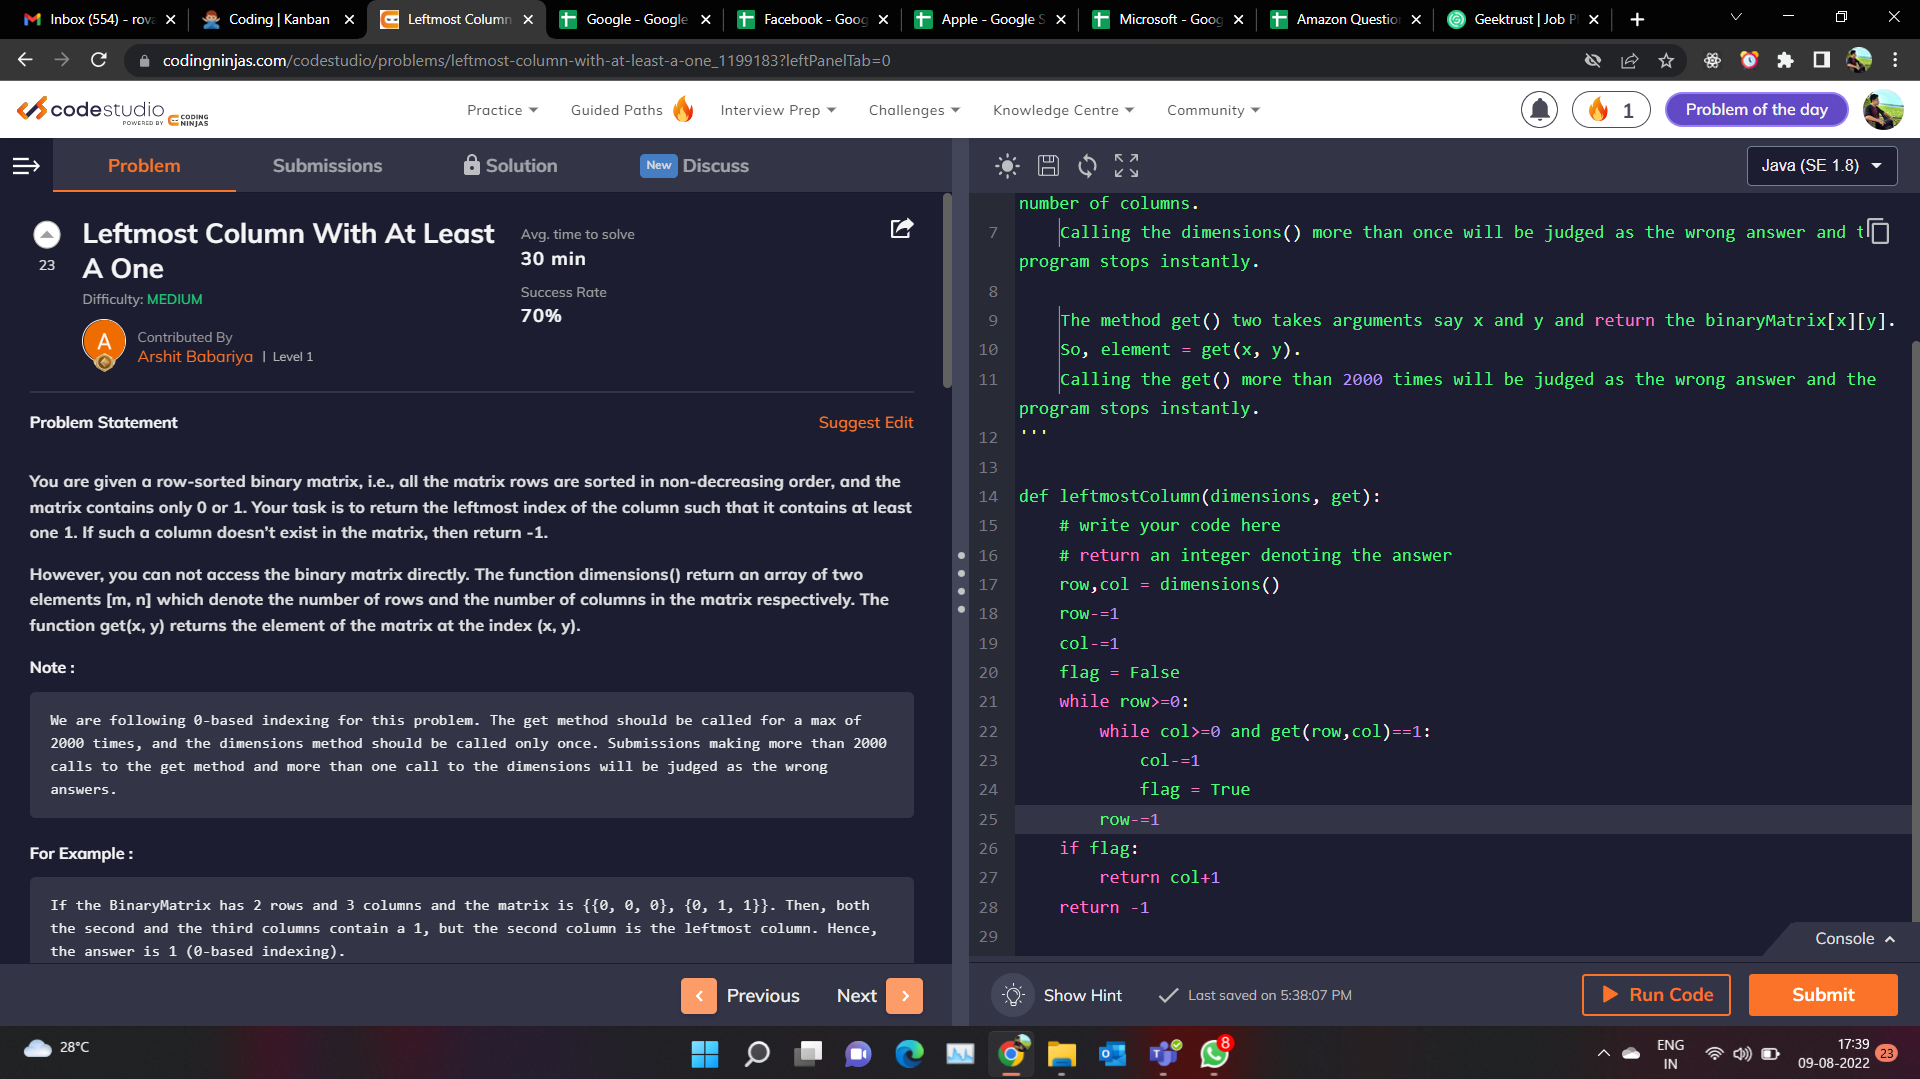 Inbox (554) - rova
Coding | Kanban
Leftmost Column
Google - Google
Facebook - Goog
Apple - Google S
Microsoft - Goog
Amazon Question
Geektrust | Job P
codingninjas.com/codestudio/problems/leftmost-column-with-at-least-a-one_1199183?leftPanelTab=0
codestudio
POWERED BY CODING NINJAS
Practice
Guided Paths
Interview Prep
Challenges
Knowledge Centre
Community
1
Problem of the day
Problem
Submissions
Solution
New Discuss
Java (SE 1.8)
23
Leftmost Column With At Least
A One
Difficulty: MEDIUM
A
Contributed By
Arshit Babariya | Level 1
Avg. time to solve
30 min
Success Rate
70%
Problem Statement
Suggest Edit
You are given a row-sorted binary matrix, i.e., all the matrix rows are sorted in non-decreasing order, and the
matrix contains only 0 or 1. Your task is to return the leftmost index of the column such that it contains at least
one 1. If such a column doesn't exist in the matrix, then return -1.
However, you can not access the binary matrix directly. The function dimensions() return an array of two
elements [m, n] which denote the number of rows and the number of columns in the matrix respectively. The
function get(x, y) returns the element of the matrix at the index (x, y).
Note :
We are following 0-based indexing for this problem. The get method should be called for a max of
2000 times, and the dimensions method should be called only once. Submissions making more than 2000
calls to the get method and more than one call to the dimensions will be judged as the wrong
answers.
For Example :
If the BinaryMatrix has 2 rows and 3 columns and the matrix is {{0, 0, 0}, {0, 1, 1}}. Then, both
the second and the third columns contain a 1, but the second column is the leftmost column. Hence,
the answer is 1 (0-based indexing).
Previous
Next
number of columns.
7 Calling the dimensions() more than once will be judged as the wrong answer and t
program stops instantly.
8
9 The method get() two takes arguments say x and y and return the binaryMatrix[x][y].
10 So, element = get(x, y).
11 Calling the get() more than 2000 times will be judged as the wrong answer and the
program stops instantly.
12 '''
13
14 def leftmostColumn(dimensions, get):
15 # write your code here
16 # return an integer denoting the answer
17 row,col = dimensions()
18 row-=1
19 col-=1
20 flag = False
21 while row>=0:
22 while col>=0 and get(row,col)==1:
23 col-=1
24 flag = True
25 row-=1
26 if flag:
27 return col+1
28 return -1
29
Console
Show Hint
Last saved on 5:38:07 PM
Run Code
Submit
28°C
8
ENG
IN
17:39
09-08-2022
23